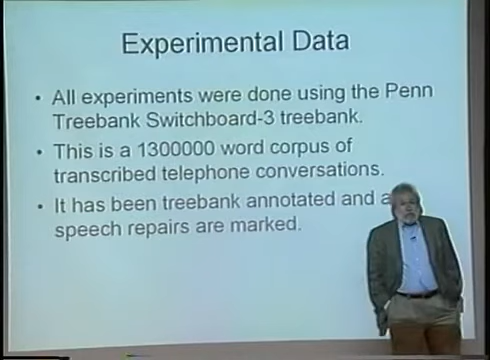 Experimental Data
• All experiments were done using the Penn
Treebank Switchboard-3 treebank.
• This is a 1300000 word corpus of
transcribed telephone conversations.
• It has been treebank annotated and
speech repairs are marked.